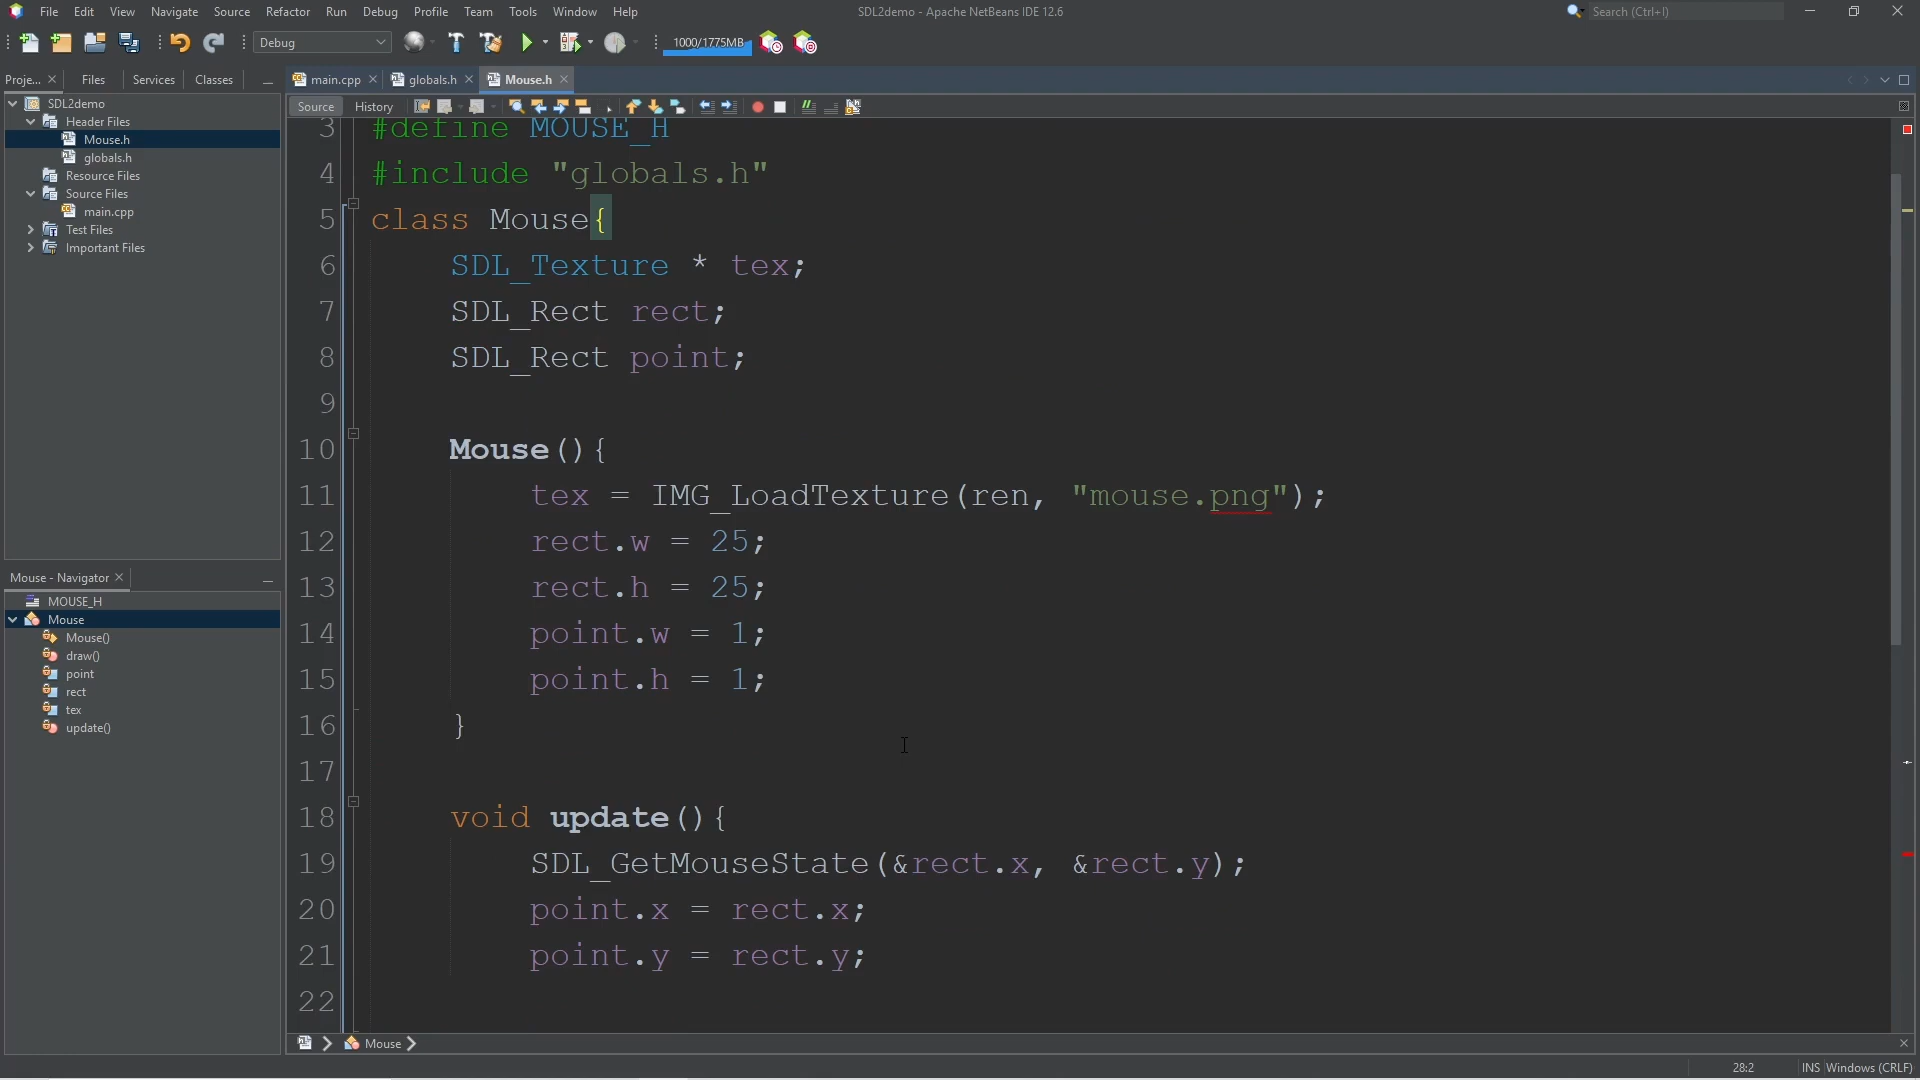 File Edit View Navigate Source Refactor Run Debug Profile Team Tools Window Help
SDL2demo - Apache NetBeans IDE 12.6
Search (Ctrl+I)
Debug
1000/1775MB
Proje... Files Services Classes
main.cpp globals.h Mouse.h
Source History
SDL2demo
Header Files
Mouse.h
globals.h
Resource Files
Source Files
main.cpp
Test Files
Important Files
Mouse - Navigator
MOUSE_H
Mouse
Mouse()
draw()
point
rect
tex
update()
3 #define MOUSE_H
4 #include "globals.h"
5 class Mouse{
6 SDL_Texture * tex;
7 SDL_Rect rect;
8 SDL_Rect point;
9
10 Mouse(){
11 tex = IMG_LoadTexture(ren, "mouse.png");
12 rect.w = 25;
13 rect.h = 25;
14 point.w = 1;
15 point.h = 1;
16 }
17
18 void update(){
19 SDL_GetMouseState(&rect.x, &rect.y);
20 point.x = rect.x;
21 point.y = rect.y;
22
Mouse
28:2 INS Windows (CRLF)